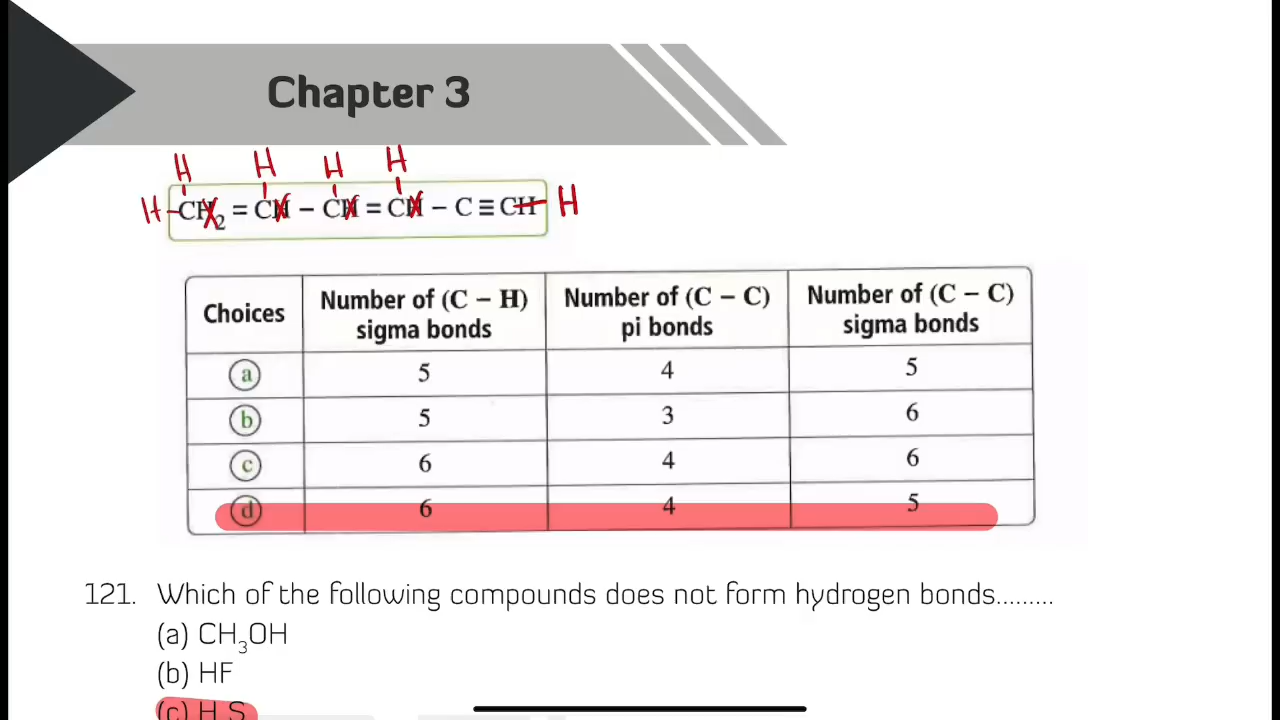 Chapter 3
H H H H
H-CH₂ = CH - CH = CH - C ≡ CH H
Choices Number of (C - H) sigma bonds Number of (C - C) pi bonds Number of (C - C) sigma bonds
a 5 4 5
b 5 3 6
c 6 4 6
d 6 4 5
121. Which of the following compounds does not form hydrogen bonds.........
(a) CH₃OH
(b) HF
(c) H S